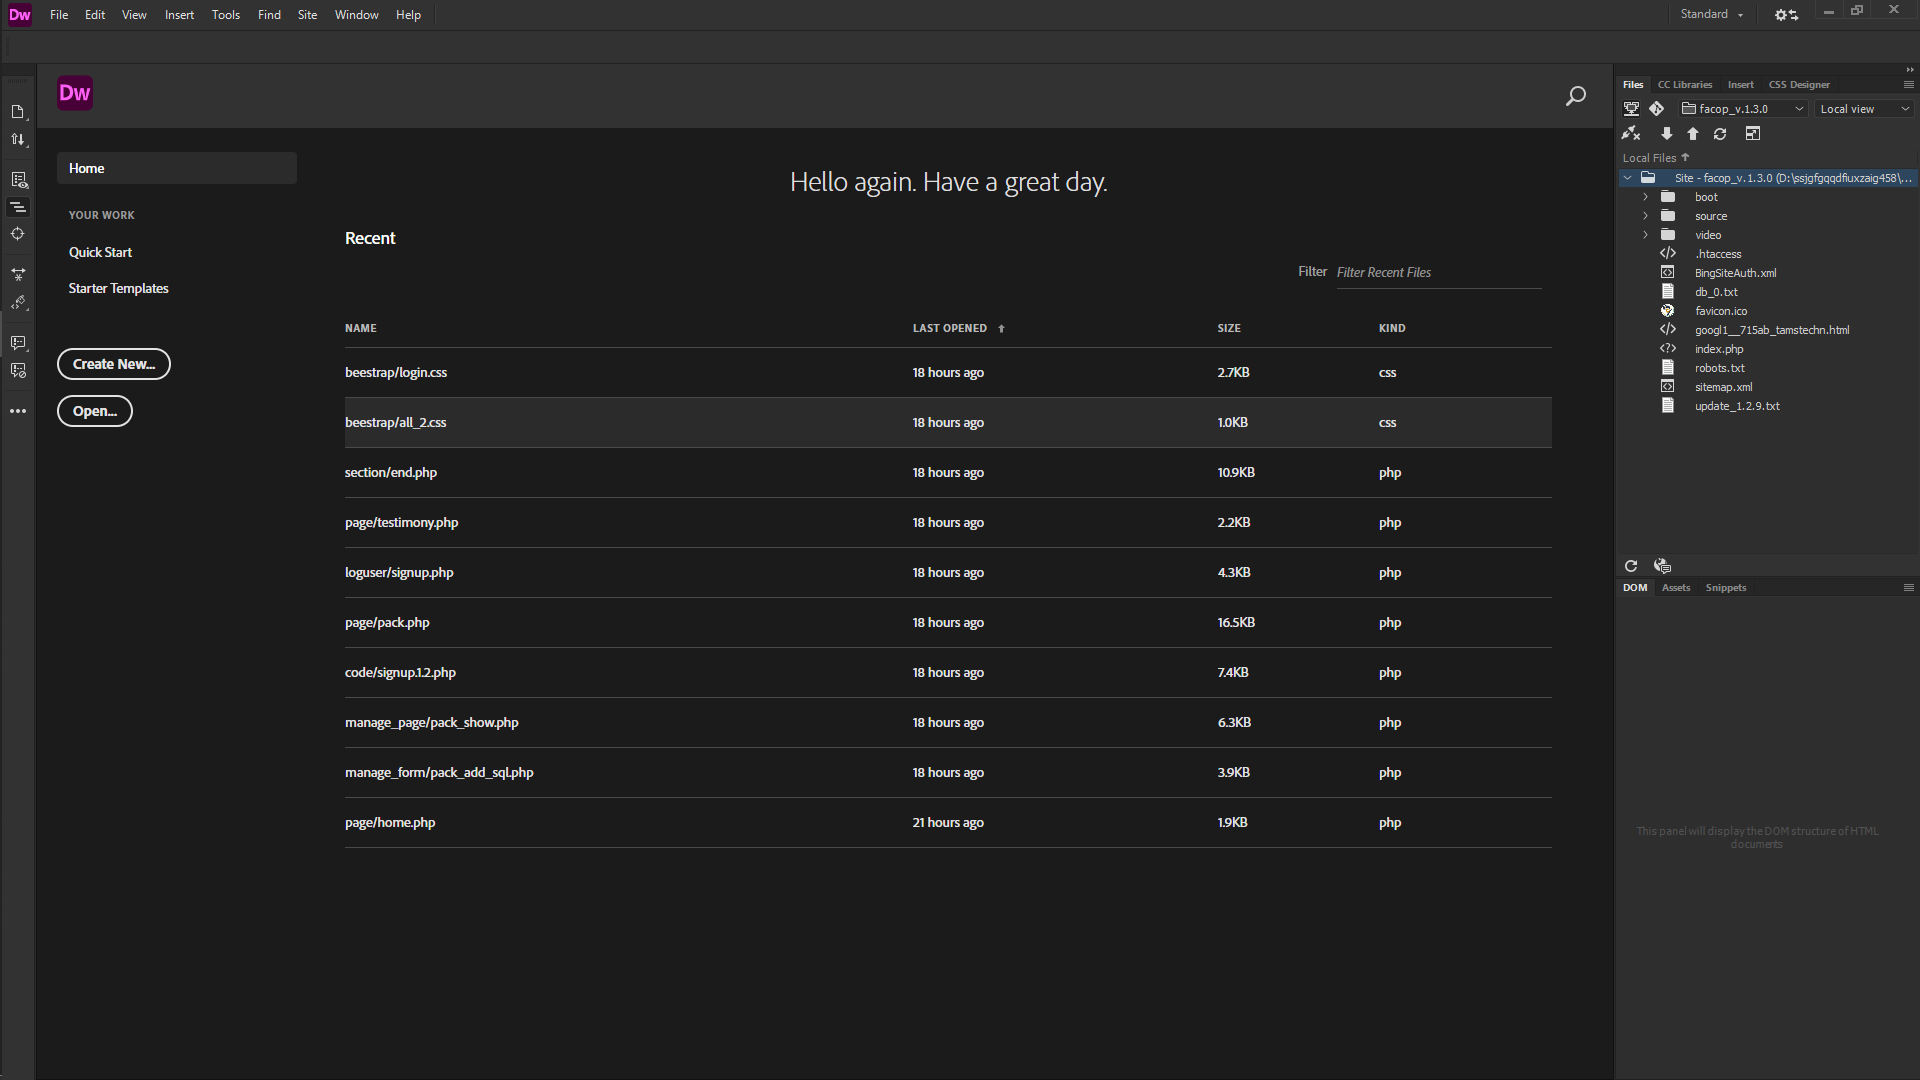 Dw File Edit View Insert Tools Find Site Window Help Standard
Dw
Home
YOUR WORK
Quick Start
Starter Templates
Create New...
Open...
Hello again. Have a great day.
Recent
Filter Filter Recent Files
NAME LAST OPENED SIZE KIND
beestrap/login.css 18 hours ago 2.7KB css
beestrap/all_2.css 18 hours ago 1.0KB css
section/end.php 18 hours ago 10.9KB php
page/testimony.php 18 hours ago 2.2KB php
loguser/signup.php 18 hours ago 4.3KB php
page/pack.php 18 hours ago 16.5KB php
code/signup.1.2.php 18 hours ago 7.4KB php
manage_page/pack_show.php 18 hours ago 6.3KB php
manage_form/pack_add_sql.php 18 hours ago 3.9KB php
page/home.php 21 hours ago 1.9KB php
Files CC Libraries Insert CSS Designer
facop_v.1.3.0 Local view
Local Files
Site - facop_v.1.3.0 (D:\ssjgfgqqdfiuxzaig458\...
boot
source
video
.htaccess
BingSiteAuth.xml
db_0.txt
favicon.ico
googl1__715ab_tamstechn.html
index.php
robots.txt
sitemap.xml
update_1.2.9.txt
DOM Assets Snippets
This panel will display the DOM structure of HTML
documents